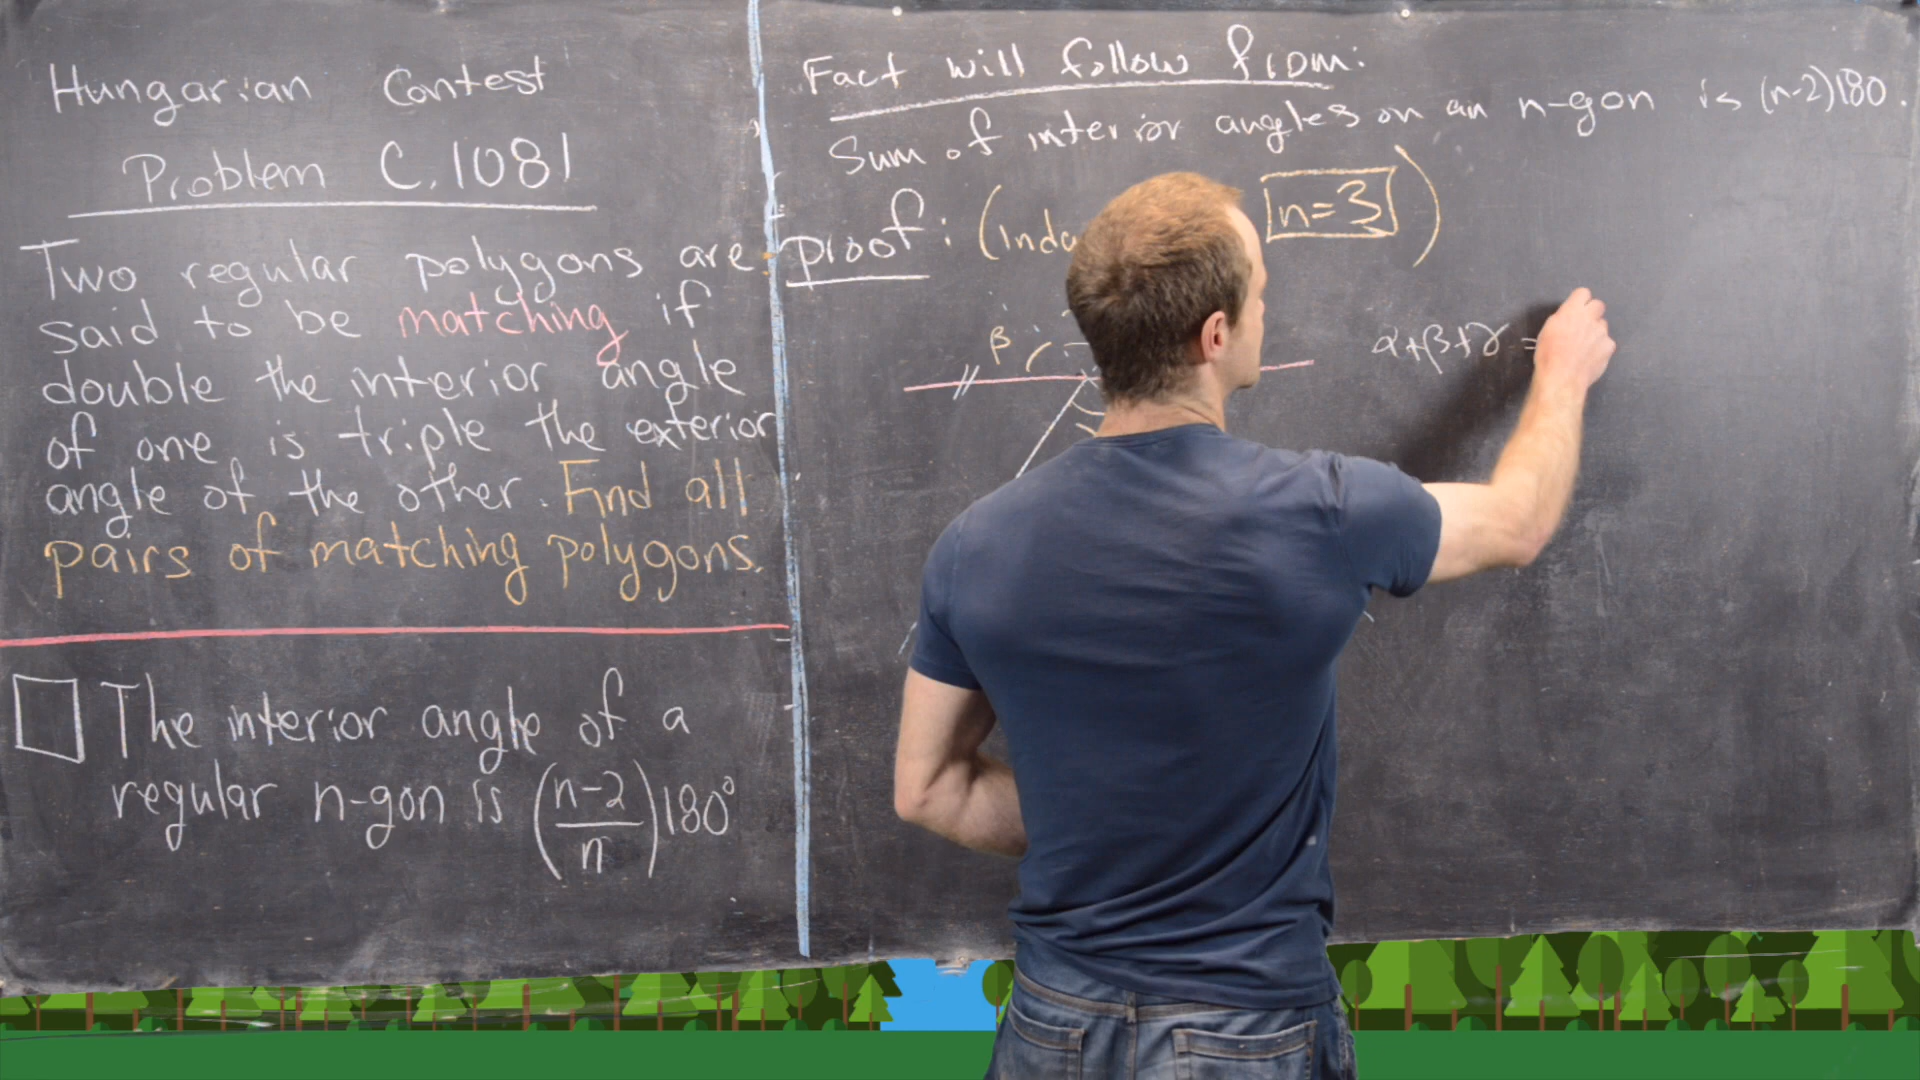 Hungarian Contest
Problem C.1081
Two regular polygons are
said to be matching if
double the interior angle
of one is triple the exterior
angle of the other. Find all
pairs of matching polygons.
The interior angle of a
regular n-gon is (n-2/n)180°
Fact will follow from:
Sum of interior angles on an n-gon is (n-2)180.
proof: ( n=3 )
β
α+β+γ =